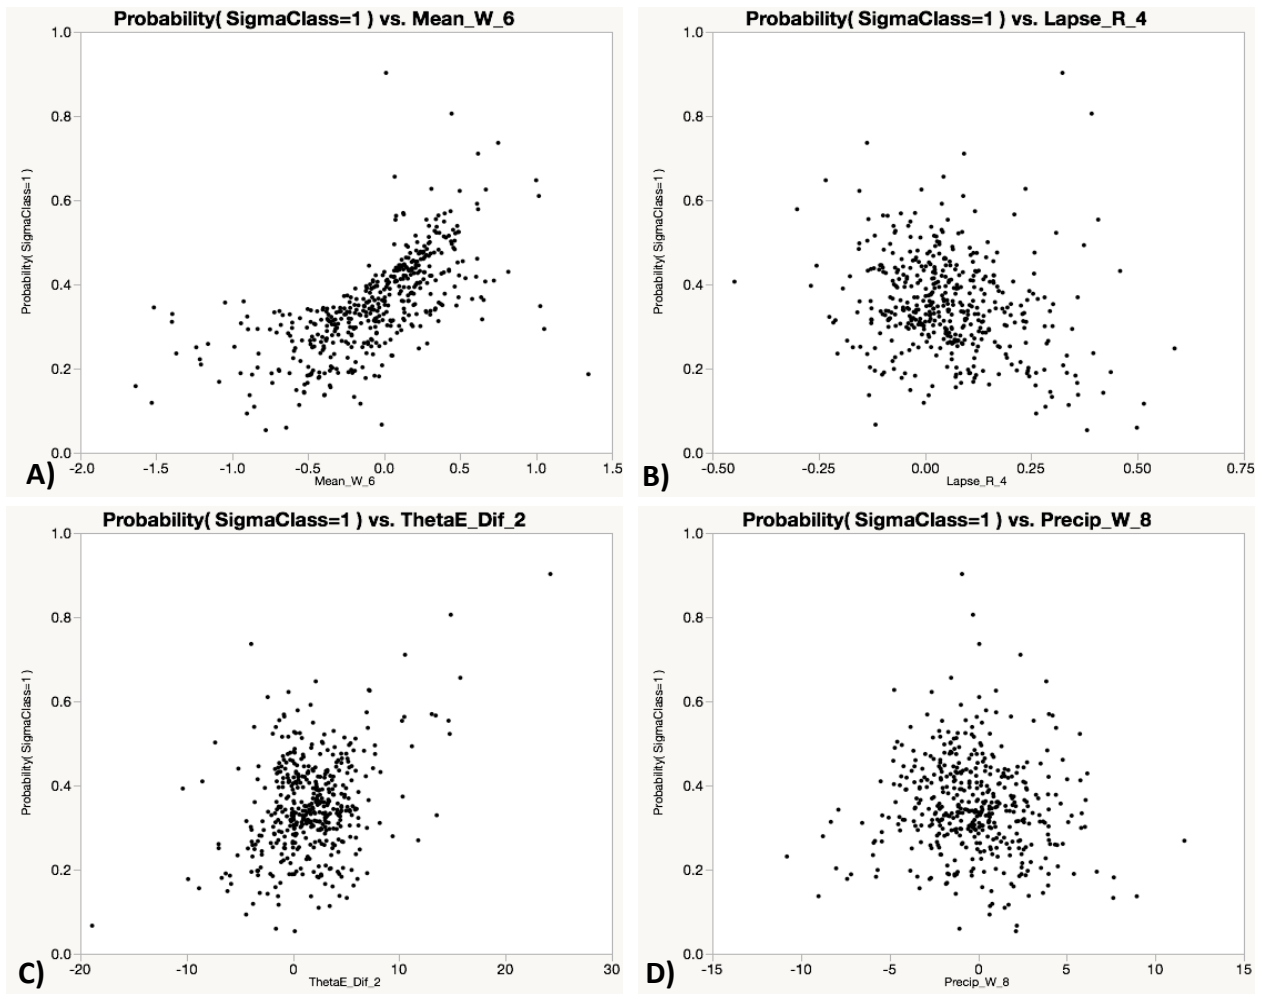 Probability( SigmaClass=1 ) vs. Mean_W_6
1.0
0.8
0.6
0.4
0.2
0.0
Probability( SigmaClass=1 )
-2.0 -1.5 -1.0 -0.5 0.0 0.5 1.0 1.5
Mean_W_6
A)
Probability( SigmaClass=1 ) vs. Lapse_R_4
1.0
0.8
0.6
0.4
0.2
0.0
Probability( SigmaClass=1 )
-0.50 -0.25 0.00 0.25 0.50 0.75
Lapse_R_4
B)
Probability( SigmaClass=1 ) vs. ThetaE_Dif_2
1.0
0.8
0.6
0.4
0.2
0.0
Probability( SigmaClass=1 )
-20 -10 0 10 20 30
ThetaE_Dif_2
C)
Probability( SigmaClass=1 ) vs. Precip_W_8
1.0
0.8
0.6
0.4
0.2
0.0
Probability( SigmaClass=1 )
-15 -10 -5 0 5 10 15
Precip_W_8
D)